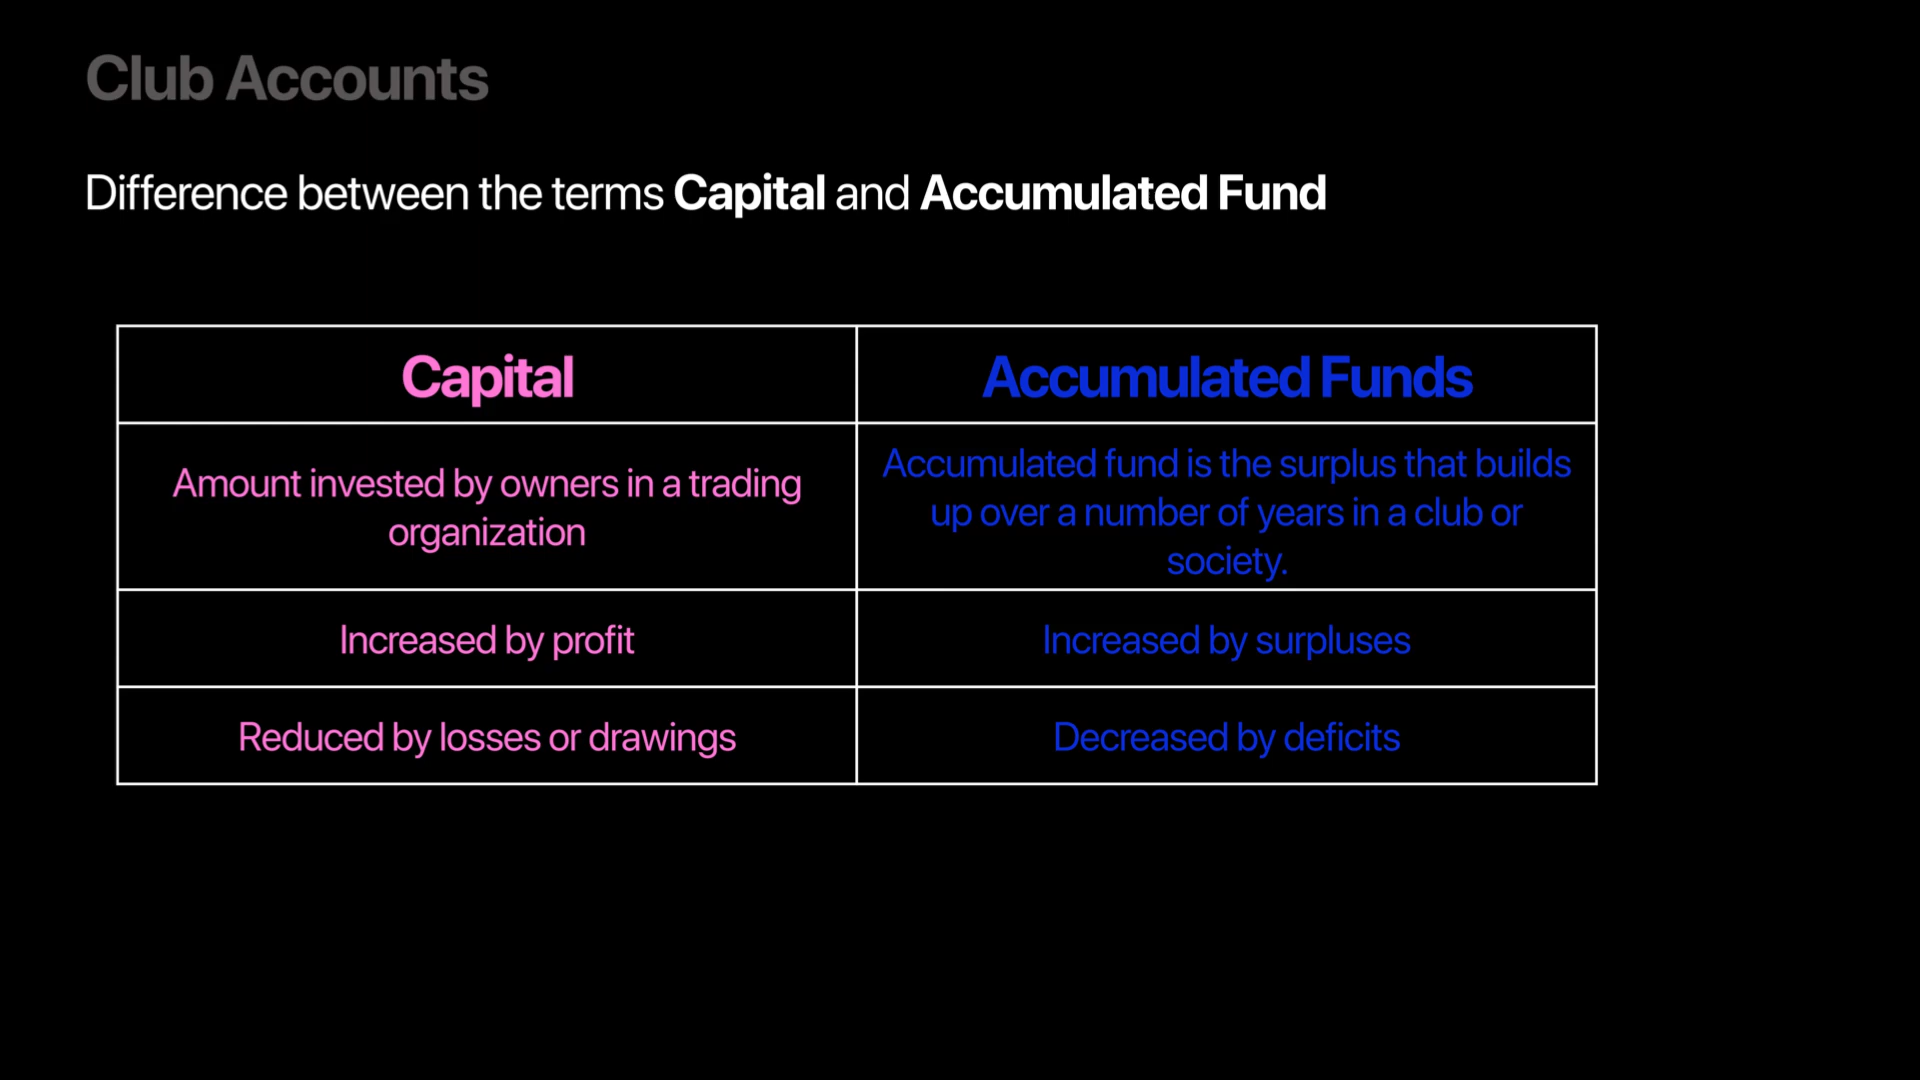 Club Accounts
Difference between the terms Capital and Accumulated Fund
Capital
Accumulated Funds
Amount invested by owners in a trading
organization
Accumulated fund is the surplus that builds
up over a number of years in a club or
society.
Increased by profit
Increased by surpluses
Reduced by losses or drawings
Decreased by deficits